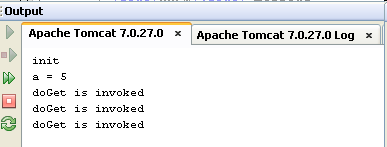 Output
Apache Tomcat 7.0.27.0 × Apache Tomcat 7.0.27.0 Log ×
init
a = 5
doGet is invoked
doGet is invoked
doGet is invoked